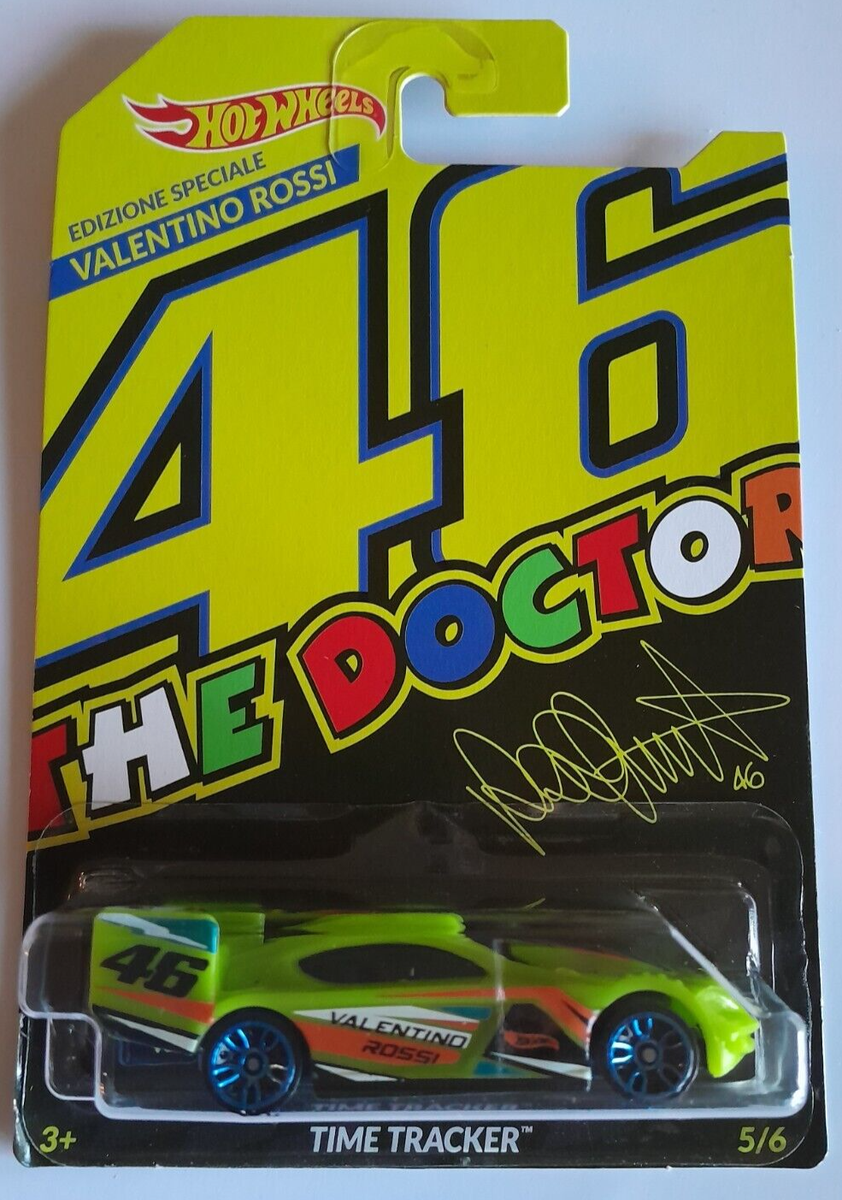 HOT WHEELS
EDIZIONE SPECIALE
VALENTINO ROSSI
46
THE DOCTOR
46
46
VALENTINO
ROSSI
3+
TIME TRACKER™
5/6